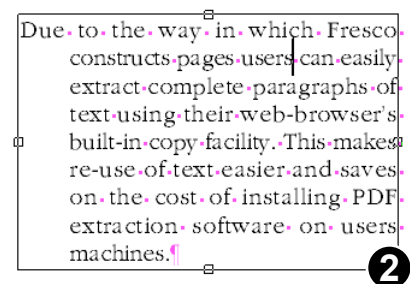 Due to the way in which Fresco
constructs pages users can easily
extract complete paragraphs of
text using their web-browser's
built-in copy facility. This makes
re-use of text easier and saves
on the cost of installing PDF
extraction software on users
machines.¶
2